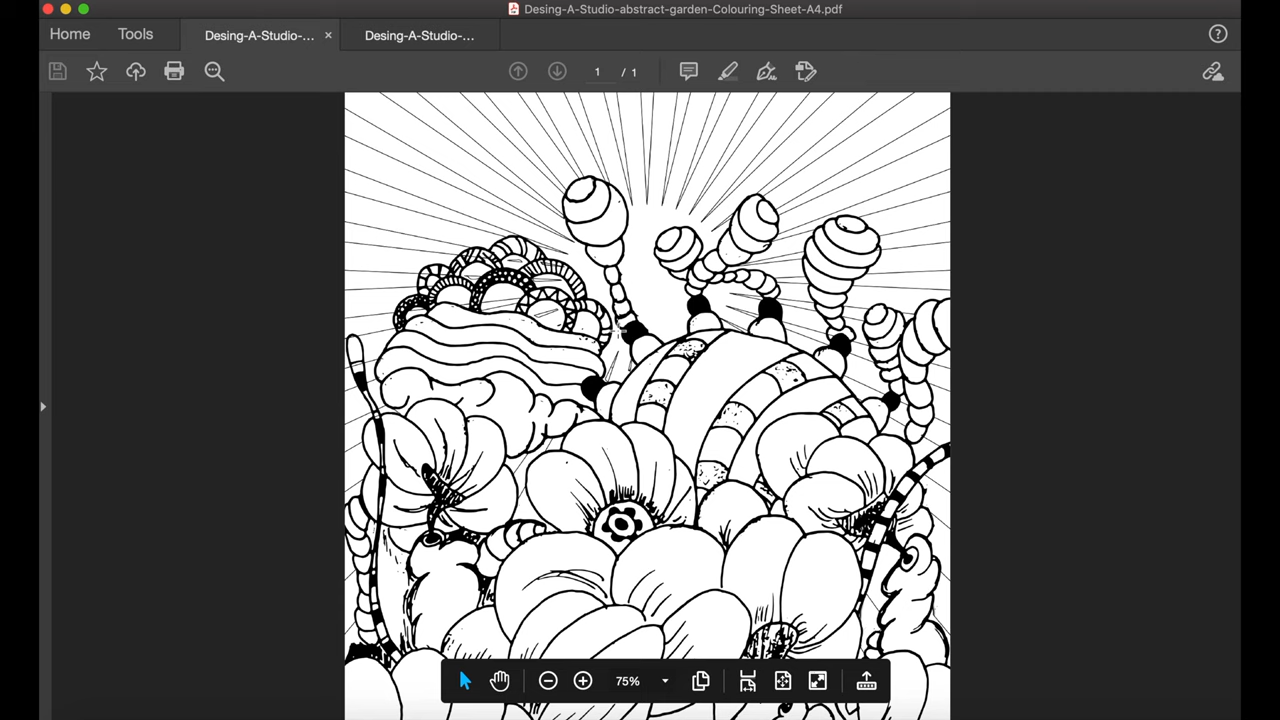 Desing-A-Studio-abstract-garden-Colouring-Sheet-A4.pdf
Home
Tools
Desing-A-Studio-...
×
Desing-A-Studio-...
?
1 / 1
75%